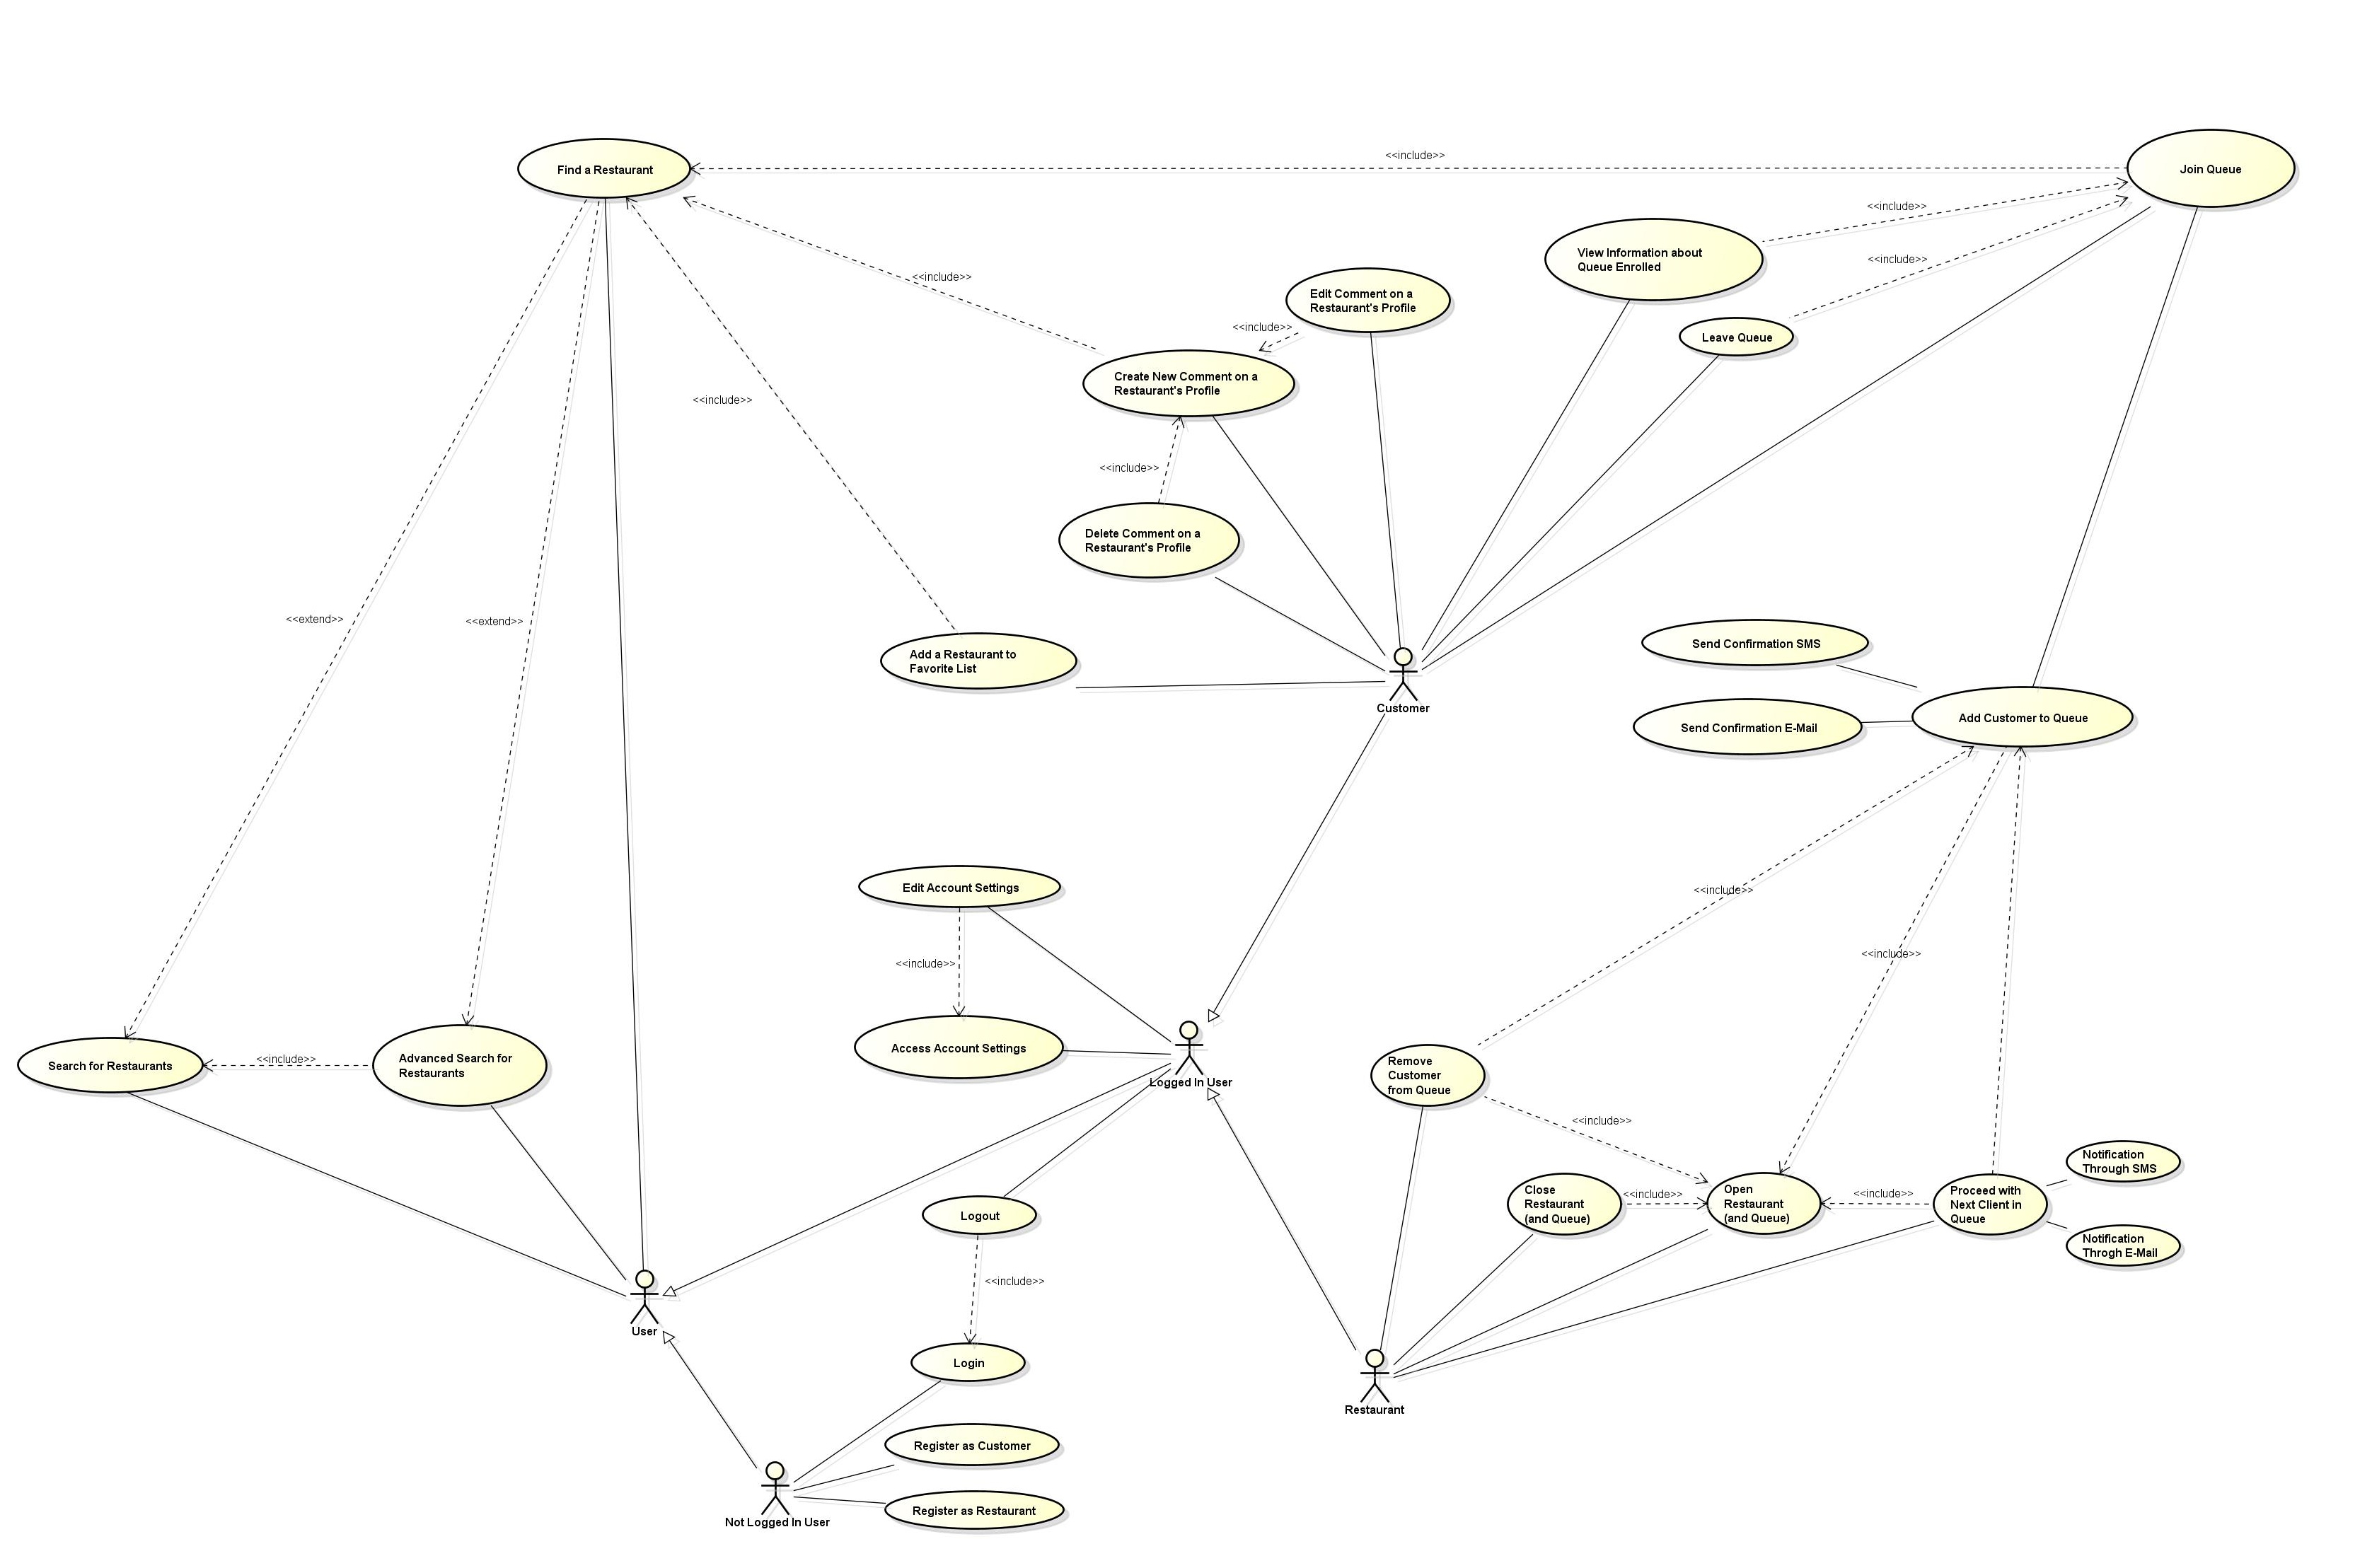 Find a Restaurant
<<include>>
Join Queue
<<include>>
View Information about
Queue Enrolled
<<include>>
<<include>>
Edit Comment on a
Restaurant's Profile
<<include>>
Leave Queue
Create New Comment on a
Restaurant's Profile
<<include>>
<<include>>
Delete Comment on a
Restaurant's Profile
<<extend>>
<<extend>>
Add a Restaurant to
Favorite List
Customer
Send Confirmation SMS
Send Confirmation E-Mail
Add Customer to Queue
Edit Account Settings
<<include>>
<<include>>
<<include>>
Access Account Settings
Logged In User
Search for Restaurants
<<include>>
Advanced Search for
Restaurants
Remove
Customer
from Queue
<<include>>
Close
Restaurant
(and Queue)
<<include>>
Open
Restaurant
(and Queue)
<<include>>
Proceed with
Next Client in
Queue
Notification
Through SMS
Notification
Throgh E-Mail
Logout
<<include>>
User
Login
Restaurant
Register as Customer
Register as Restaurant
Not Logged In User